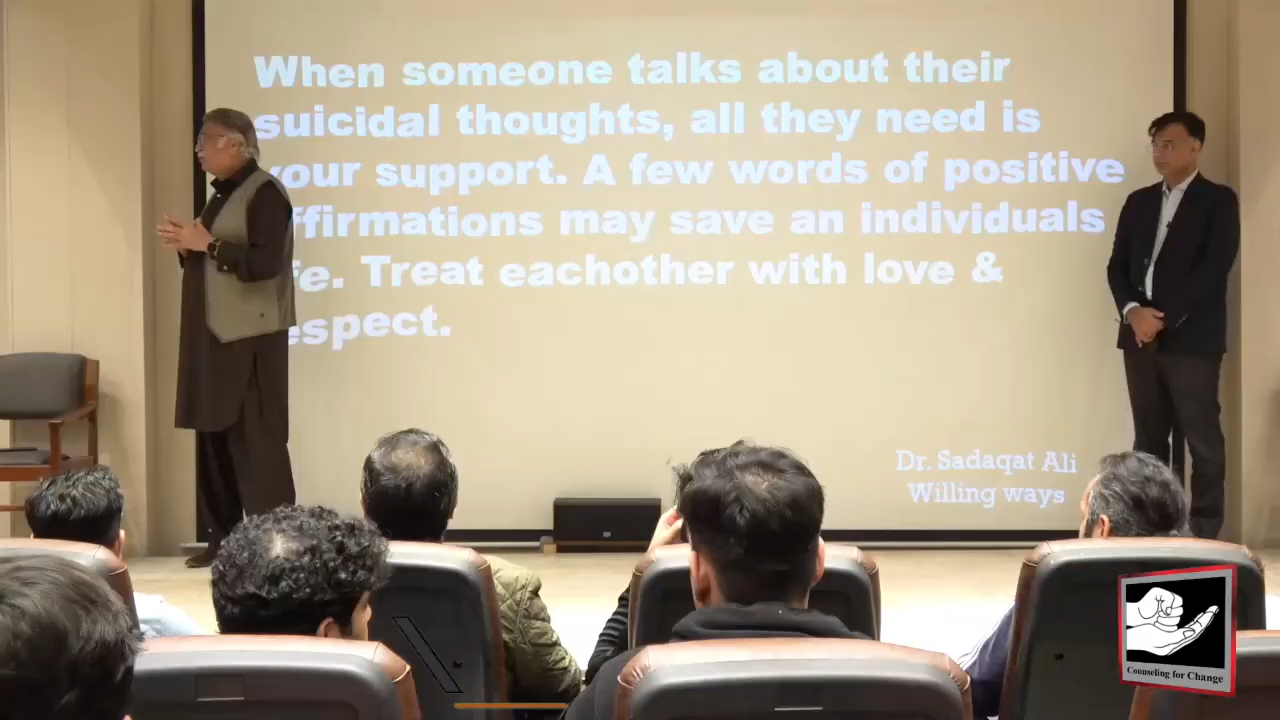 When someone talks about their
suicidal thoughts, all they need is
your support. A few words of positive
ffirmations may save an individuals
fe. Treat eachother with love &
espect.
Dr. Sadaqat Ali
Willing ways
Counseling for Change